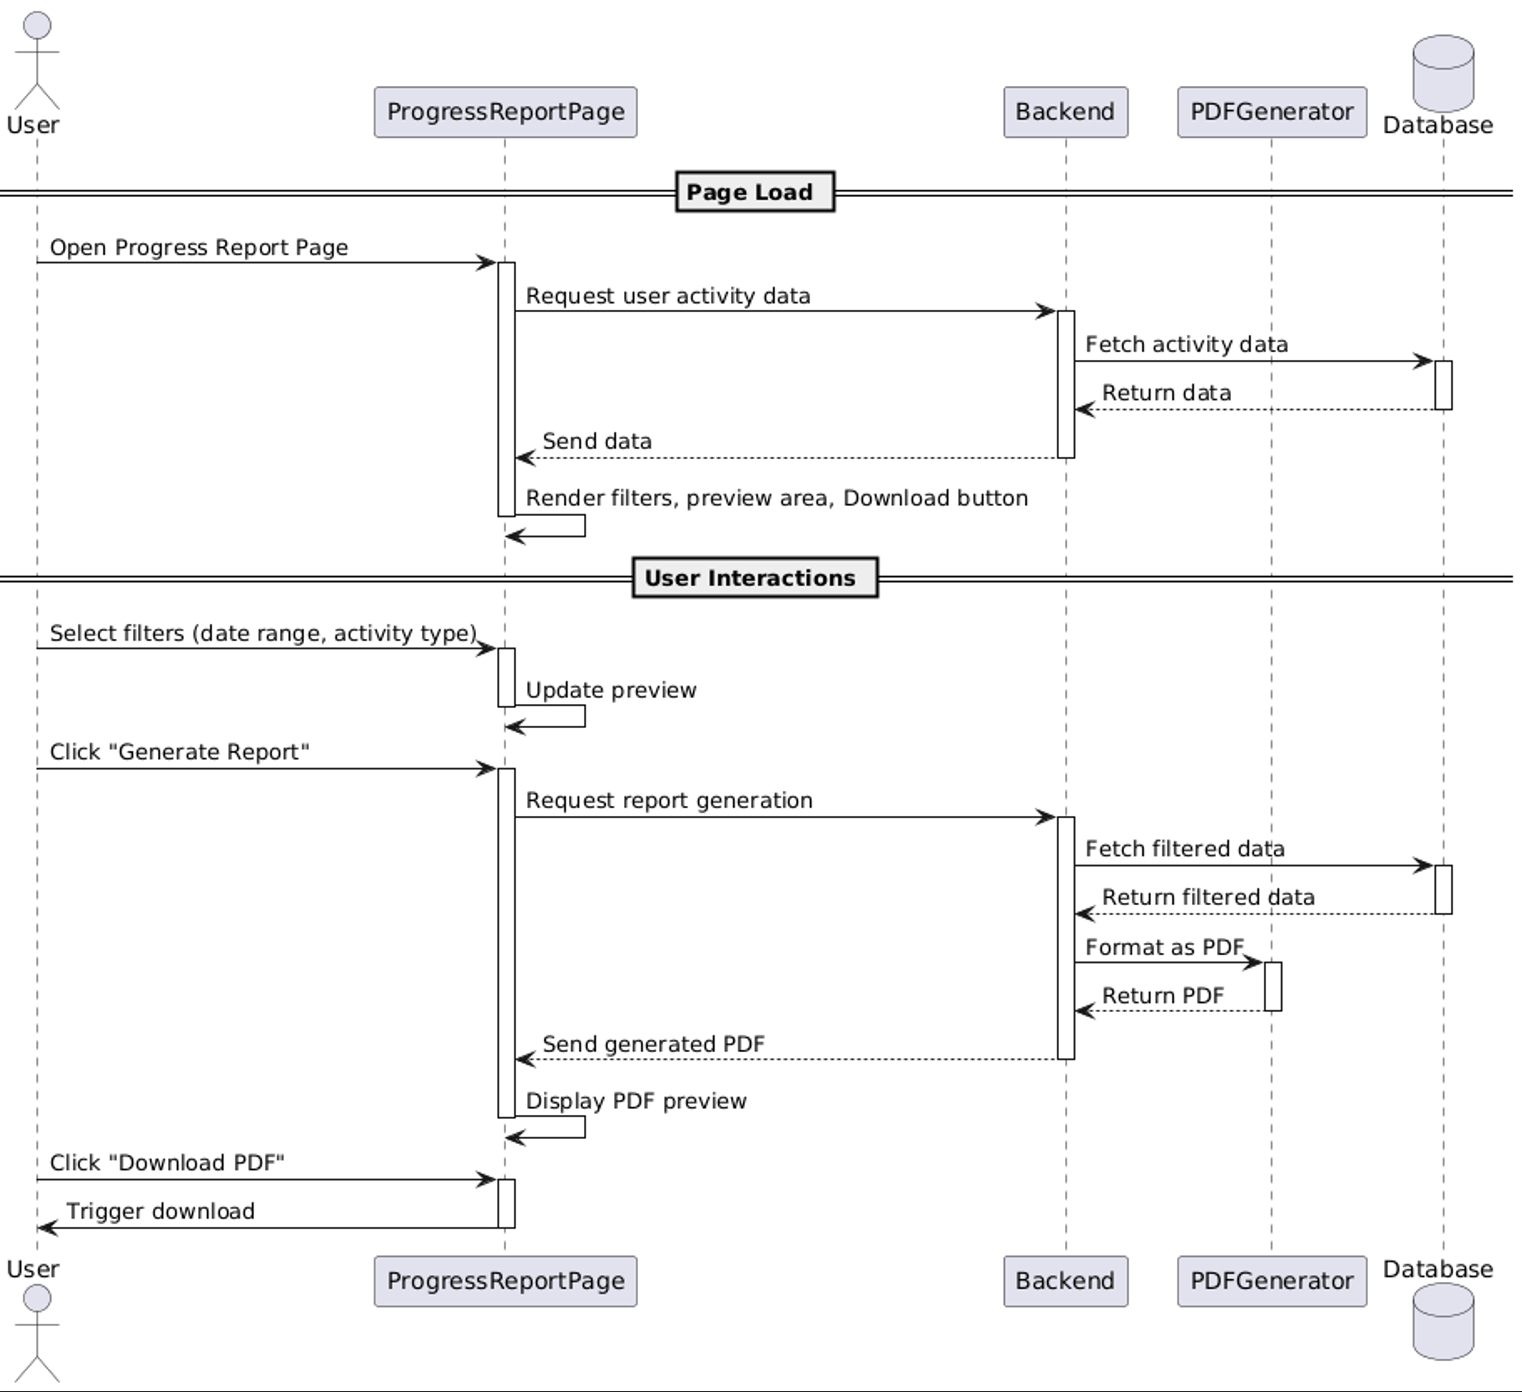 User
ProgressReportPage
Backend
PDFGenerator
Database
Page Load
Open Progress Report Page
Request user activity data
Fetch activity data
Return data
Send data
Render filters, preview area, Download button
User Interactions
Select filters (date range, activity type)
Update preview
Click "Generate Report"
Request report generation
Fetch filtered data
Return filtered data
Format as PDF
Return PDF
Send generated PDF
Display PDF preview
Click "Download PDF"
Trigger download
User
ProgressReportPage
Backend
PDFGenerator
Database